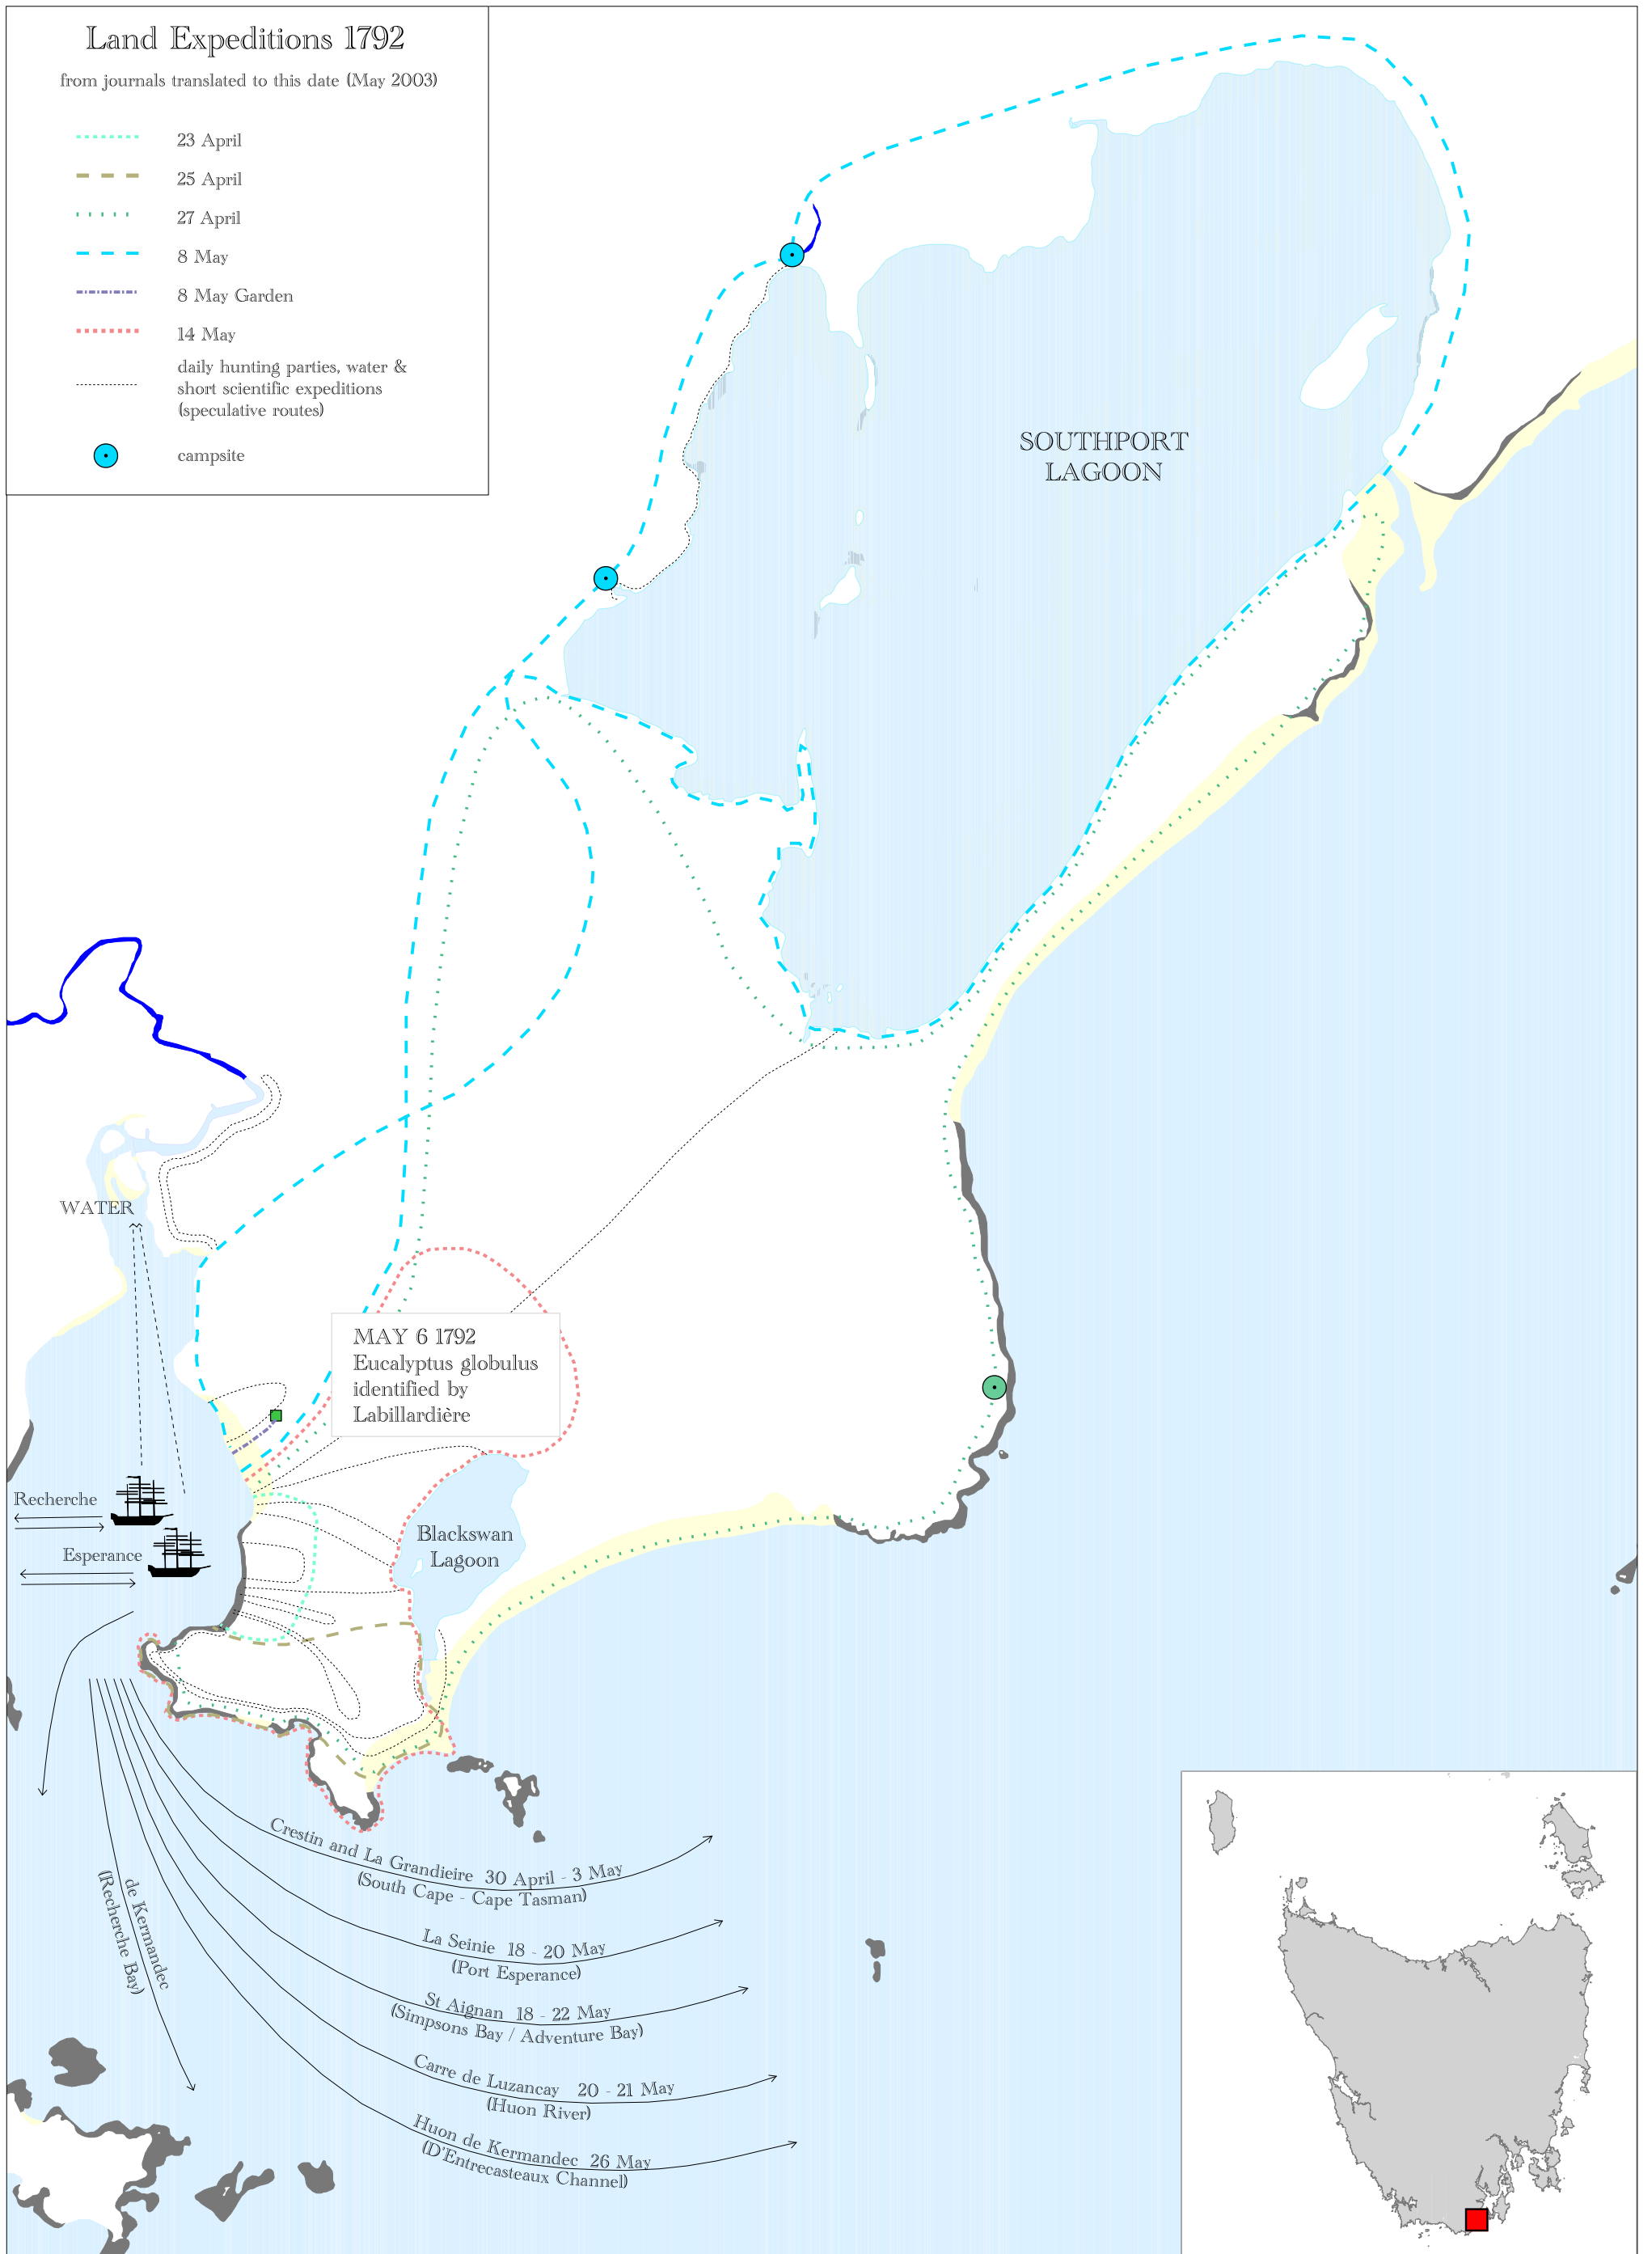 Land Expeditions 1792
from journals translated to this date (May 2003)
23 April
25 April
27 April
8 May
8 May Garden
14 May
daily hunting parties, water &
short scientific expeditions
(speculative routes)
campsite
SOUTHPORT
LAGOON
WATER
MAY 6 1792
Eucalyptus globulus
identified by
Labillardière
Recherche
Esperance
Blackswan
Lagoon
Crestin and La Grandieire 30 April - 3 May
(South Cape - Cape Tasman)
La Seinie 18 - 20 May
(Port Esperance)
St Aignan 18 - 22 May
(Simpsons Bay / Adventure Bay)
Carre de Luzancay 20 - 21 May
(Huon River)
Huon de Kermandec 26 May
(D'Entrecasteaux Channel)
de Kermandec
(Recherche Bay)